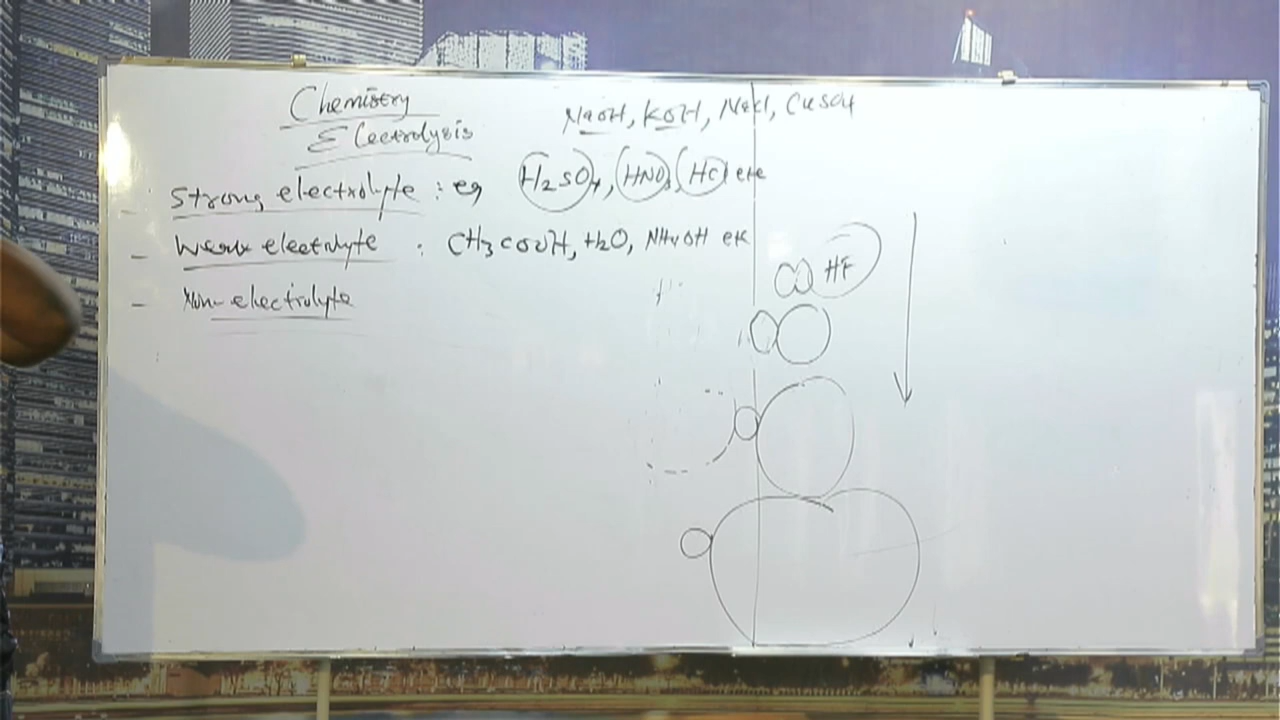 Chemistry
Electrolysis
NaOH, KOH, NaCl, CuSO4
- Strong electrolyte : eg H2SO4, HNO3, HCl etc
- Weak electrolyte : CH3COOH, H2O, NH4OH etc
- Non-electrolyte
HF